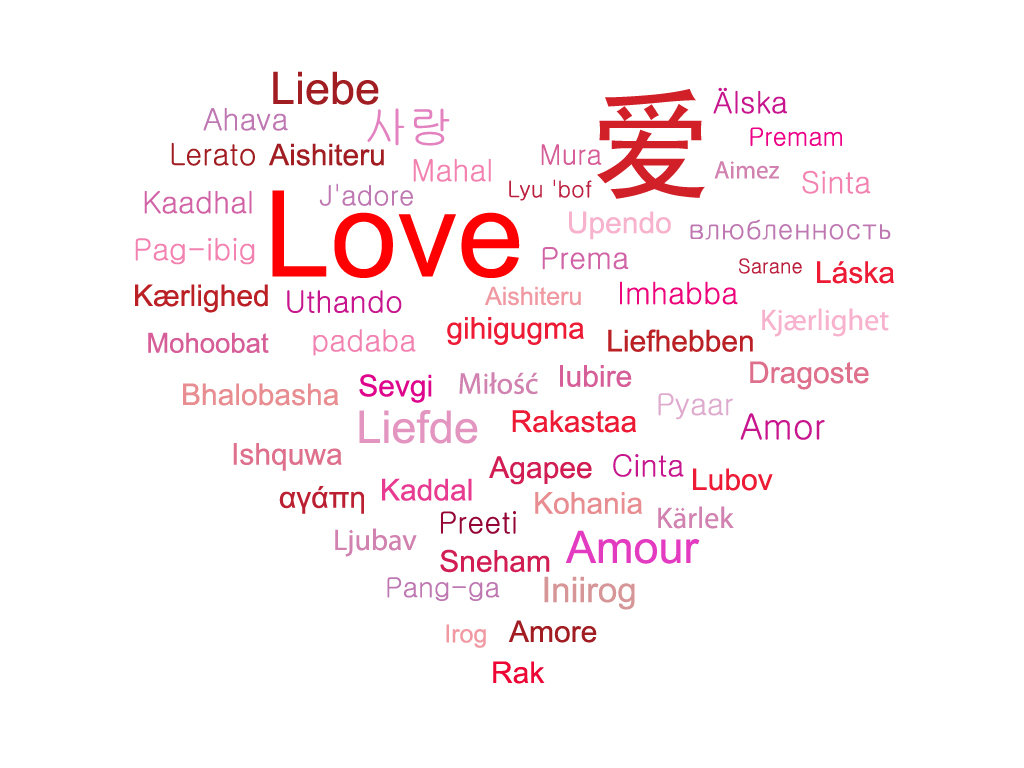 Liebe
爱
Älska
Ahava
사랑
Premam
Lerato
Aishiteru
Mahal
Mura
Aimez
Lyu 'bof
Sinta
Kaadhal
J'adore
Love
Upendo
влюбленность
Pag-ibig
Prema
Sarane
Láska
Kærlighed
Uthando
Aishiteru
Imhabba
Kjærlighet
Mohoobat
padaba
gihigugma
Liefhebben
Bhalobasha
Sevgi
Miłość
Iubire
Dragoste
Liefde
Rakastaa
Pyaar
Amor
Ishquwa
Agapee
Cinta
Lubov
αγάπη
Kaddal
Kohania
Kärlek
Ljubav
Preeti
Sneham
Amour
Pang-ga
Iniirog
Irog
Amore
Rak